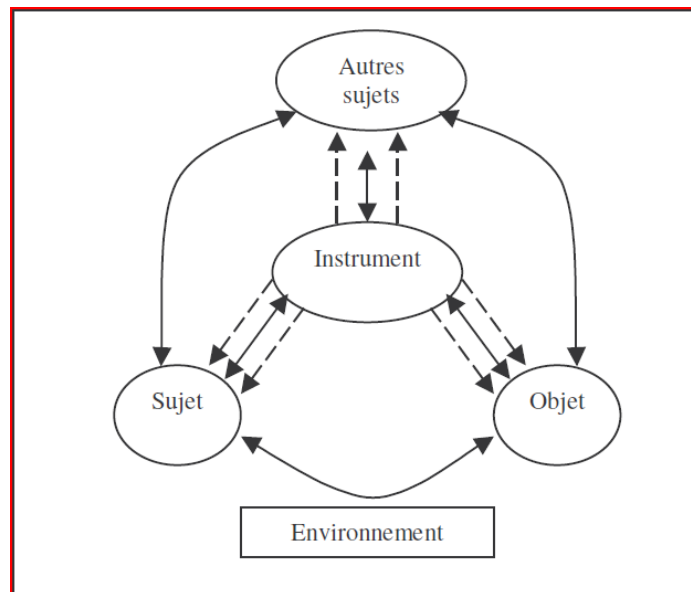 Autres
sujets
Instrument
Sujet
Objet
Environnement